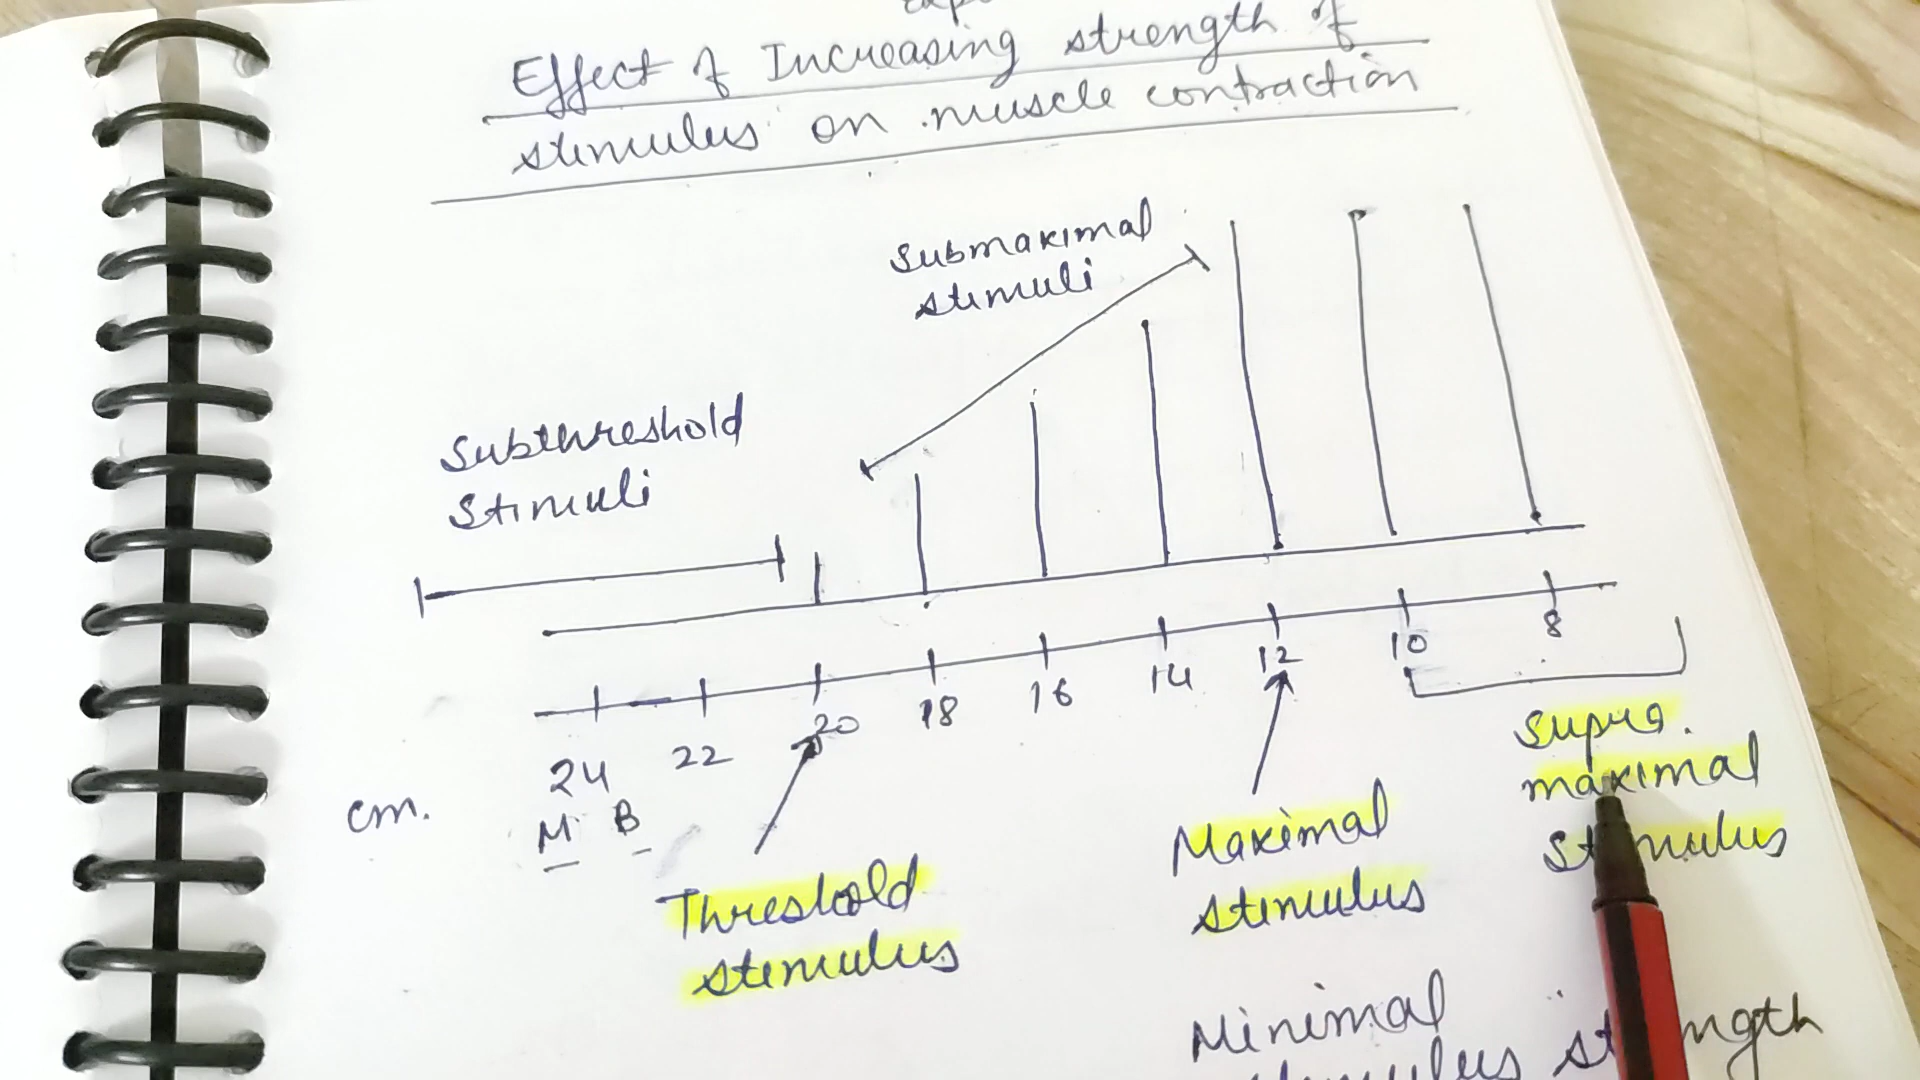 Effect of Increasing strength of
stimulus on muscle contraction
Submaximal
stimuli
Subthreshold
Stimuli
24 22 20 18 16 14 12 10 8
cm.
M B
Threshold
stimulus
Maximal
stimulus
Supra.
maximal
Minimal